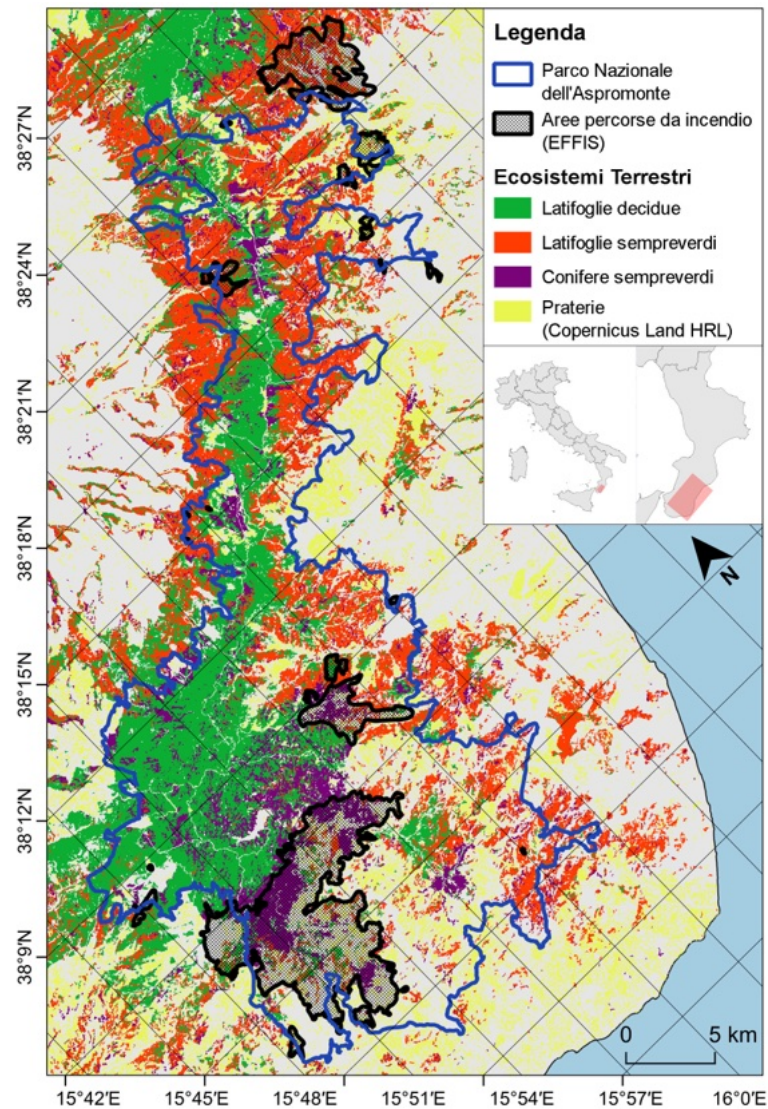 Legenda
Parco Nazionale
dell'Aspromonte
Aree percorse da incendio
(EFFIS)
Ecosistemi Terrestri
Latifoglie decidue
Latifoglie sempreverdi
Conifere sempreverdi
Praterie
(Copernicus Land HRL)
N
38°27'N
38°24'N
38°21'N
38°18'N
38°15'N
38°12'N
38°9'N
0 5 km
15°42'E 15°45'E 15°48'E 15°51'E 15°54'E 15°57'E 16°0'E